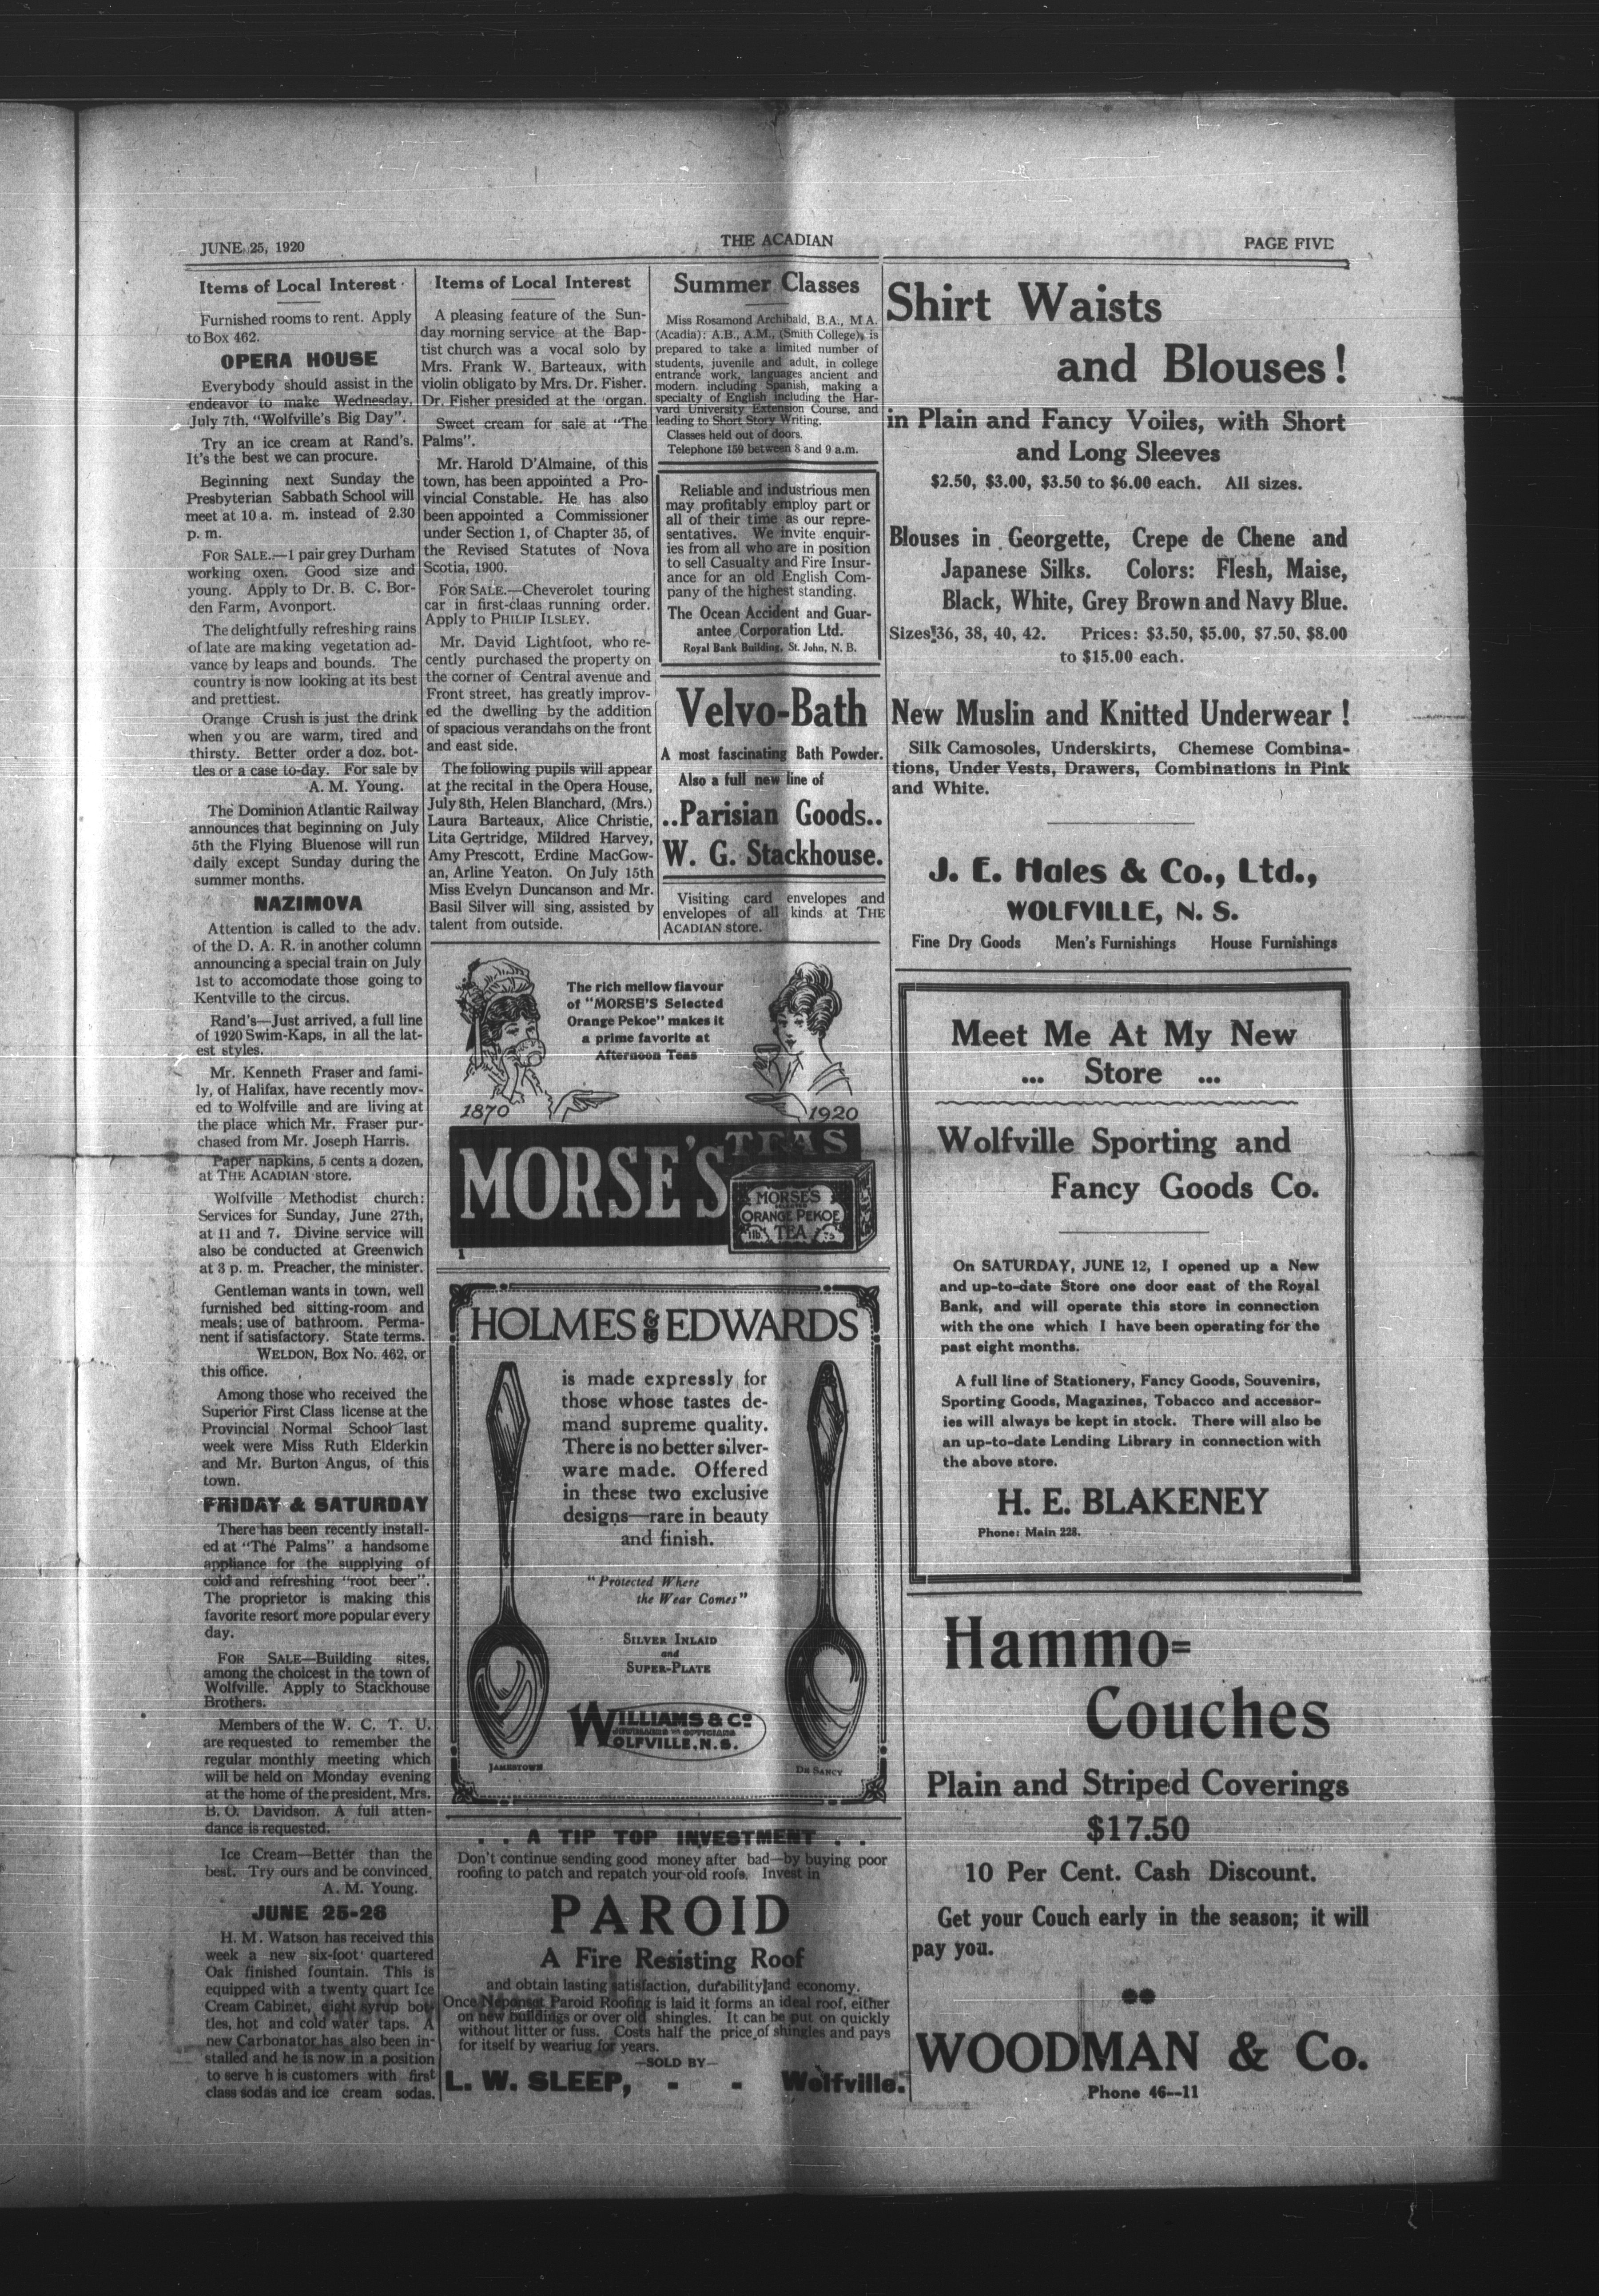 JUNE 25, 1920
THE ACADIAN
PAGE FIVE
Items of Local Interest
Furnished rooms to rent. Apply
to Box 462.
OPERA HOUSE
Everybody should assist in the
endeavor to make Wednesday,
July 7th, "Wolfville's Big Day".
Try an ice cream at Rand's.
It's the best we can procure.
Beginning next Sunday the
Presbyterian Sabbath School will
meet at 10 a. m. instead of 2.30
p. m.
FOR SALE.—1 pair grey Durham
working oxen. Good size and
young. Apply to Dr. B. C. Bor-
den Farm, Avonport.
The delightfully refreshing rains
of late are making vegetation ad-
vance by leaps and bounds. The
country is now looking at its best
and prettiest.
Orange Crush is just the drink
when you are warm, tired and
thirsty. Better order a doz. bot-
tles or a case to-day. For sale by
A. M. Young.
The Dominion Atlantic Railway
announces that beginning on July
5th the Flying Bluenose will run
daily except Sunday during the
summer months.
NAZIMOVA
Attention is called to the adv.
of the D. A. R. in another column
announcing a special train on July
1st to accomodate those going to
Kentville to the circus.
Rand's—Just arrived, a full line
of 1920 Swim-Kaps, in all the lat-
est styles.
Mr. Kenneth Fraser and fami-
ly, of Halifax, have recently mov-
ed to Wolfville and are living at
the place which Mr. Fraser pur-
chased from Mr. Joseph Harris.
Paper napkins, 5 cents a dozen,
at THE ACADIAN store.
Wolfville Methodist church:
Services for Sunday, June 27th,
at 11 and 7. Divine service will
also be conducted at Greenwich
at 3 p. m. Preacher, the minister.
Gentleman wants in town, well
furnished bed sitting-room and
meals; use of bathroom. Perma-
nent if satisfactory. State terms.
WELDON, Box No. 462, or
this office.
Among those who received the
Superior First Class license at the
Provincial Normal School last
week were Miss Ruth Elderkin
and Mr. Burton Angus, of this
town.
FRIDAY & SATURDAY
There has been recently install-
ed at "The Palms" a handsome
appliance for the supplying of
cold and refreshing "root beer".
The proprietor is making this
favorite resort more popular every
day.
FOR SALE—Building sites,
among the choicest in the town of
Wolfville. Apply to Stackhouse
Brothers.
Members of the W. C. T. U.
are requested to remember the
regular monthly meeting which
will be held on Monday evening
at the home of the president, Mrs.
B. O. Davidson. A full atten-
dance is requested.
Ice Cream—Better than the
best. Try ours and be convinced.
A. M. Young.
JUNE 25-26
H. M. Watson has received this
week a new six-foot quartered
Oak finished fountain. This is
equipped with a twenty quart Ice
Cream Cabinet, eight syrup bot-
tles, hot and cold water taps. A
new Carbonator has also been in-
stalled and he is now in a position
to serve his customers with first
class sodas and ice cream sodas.
Items of Local Interest
A pleasing feature of the Sun-
day morning service at the Bap-
tist church was a vocal solo by
Mrs. Frank W. Barteaux, with
violin obligato by Mrs. Dr. Fisher.
Dr. Fisher presided at the organ.
Sweet cream for sale at "The
Palms".
Mr. Harold D'Almaine, of this
town, has been appointed a Pro-
vincial Constable. He has also
been appointed a Commissioner
under Section 1, of Chapter 35, of
the Revised Statutes of Nova
Scotia, 1900.
FOR SALE.—Cheverolet touring
car in first-claas running order.
Apply to PHILIP ILSLEY.
Mr. David Lightfoot, who re-
cently purchased the property on
the corner of Central avenue and
Front street, has greatly improv-
ed the dwelling by the addition
of spacious verandahs on the front
and east side.
The following pupils will appear
at the recital in the Opera House,
July 8th, Helen Blanchard, (Mrs.)
Laura Barteaux, Alice Christie,
Lita Gertridge, Mildred Harvey,
Amy Prescott, Erdine MacGow-
an, Arline Yeaton. On July 15th
Miss Evelyn Duncanson and Mr.
Basil Silver will sing, assisted by
talent from outside.
Summer Classes
Miss Rosamond Archibald, B.A., M A.
(Acadia): A.B., A.M., (Smith College), is
prepared to take a limited number of
students, juvenile and adult, in college
entrance work, languages ancient and
modern. including Spanish, making a
specialty of English including the Har-
vard University Extension Course, and
leading to Short Story Writing.
Classes held out of doors.
Telephone 159 between 8 and 9 a.m.
Reliable and industrious men
may profitably employ part or
all of their time as our repre-
sentatives. We invite enquir-
ies from all who are in position
to sell Casualty and Fire Insur-
ance for an old English Com-
pany of the highest standing.
The Ocean Accident and Guar-
antee Corporation Ltd.
Royal Bank Building, St. John, N. B.
Velvo-Bath
A most fascinating Bath Powder.
Also a full new line of
..Parisian Goods..
W. G. Stackhouse.
Visiting card envelopes and
envelopes of all kinds at THE
ACADIAN store.
The rich mellow flavour
of "MORSE'S Selected
Orange Pekoe" makes it
a prime favorite at
Afternoon Teas
1870
1920
MORSE'S TEAS
MORSE'S
SELECTED
ORANGE PEKOE
1 lb. TEA 75
1
HOLMES & EDWARDS
is made expressly for
those whose tastes de-
mand supreme quality.
There is no better silver-
ware made. Offered
in these two exclusive
designs—rare in beauty
and finish.
"Protected Where
the Wear Comes"
SILVER INLAID
and
SUPER-PLATE
WILLIAMS & Co
JEWELERS AND OPTICIANS
WOLFVILLE, N. S.
JAMESTOWN
DE SANCY
. . A TIP TOP INVESTMENT . .
Don't continue sending good money after bad—by buying poor
roofing to patch and repatch your old roofs. Invest in
PAROID
A Fire Resisting Roof
and obtain lasting satisfaction, durability and economy.
Once Neponset Paroid Roofing is laid it forms an ideal roof, either
on new buildings or over old shingles. It can be put on quickly
without litter or fuss. Costs half the price of shingles and pays
for itself by weariug for years.
—SOLD BY—
L. W. SLEEP, - - Wolfville.
Shirt Waists
and Blouses!
in Plain and Fancy Voiles, with Short
and Long Sleeves
$2.50, $3.00, $3.50 to $6.00 each. All sizes.
Blouses in Georgette, Crepe de Chene and
Japanese Silks. Colors: Flesh, Maise,
Black, White, Grey Brown and Navy Blue.
Sizes 36, 38, 40, 42. Prices: $3.50, $5.00, $7.50, $8.00
to $15.00 each.
New Muslin and Knitted Underwear!
Silk Camosoles, Underskirts, Chemese Combina-
tions, Under Vests, Drawers, Combinations in Pink
and White.
J. E. Hales & Co., Ltd.,
WOLFVILLE, N. S.
Fine Dry Goods Men's Furnishings House Furnishings
Meet Me At My New
... Store ...
Wolfville Sporting and
Fancy Goods Co.
On SATURDAY, JUNE 12, I opened up a New
and up-to-date Store one door east of the Royal
Bank, and will operate this store in connection
with the one which I have been operating for the
past eight months.
A full line of Stationery, Fancy Goods, Souvenirs,
Sporting Goods, Magazines, Tobacco and accessor-
ies will always be kept in stock. There will also be
an up-to-date Lending Library in connection with
the above store.
H. E. BLAKENEY
Phone: Main 228.
Hammo=
Couches
Plain and Striped Coverings
$17.50
10 Per Cent. Cash Discount.
Get your Couch early in the season; it will
pay you.
WOODMAN & Co.
Phone 46--11